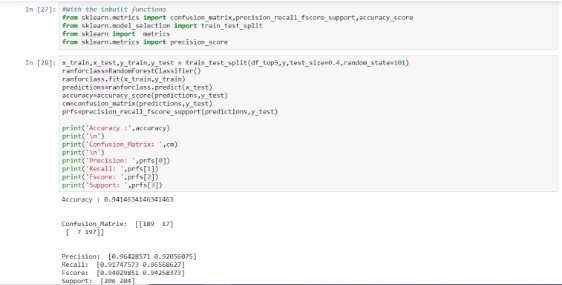 In [27]: #With the inbuilt functions
from sklearn.metrics import confusion_matrix,precision_recall_fscore_support,accuracy_score
from sklearn.model_selection import train_test_split
from sklearn import metrics
from sklearn.metrics import precision_score
In [28]: x_train,x_test,y_train,y_test = train_test_split(df_top9,y,test_size=0.4,random_state=101)
ranforclass=RandomForestClassifier()
ranforclass.fit(x_train,y_train)
predictions=ranforclass.predict(x_test)
accuracy=accuracy_score(predictions,y_test)
cm=confusion_matrix(predictions,y_test)
prfs=precision_recall_fscore_support(predictions,y_test)
print('Accuracy :',accuracy)
print('\n')
print('Confusion_Matrix: ',cm)
print('\n')
print('Precision: ',prfs[0])
print('Recall: ',prfs[1])
print('Fscore: ',prfs[2])
print('Support: ',prfs[3])
Accuracy : 0.9414634146341463
Confusion_Matrix: [[189 17]
[ 7 197]]
Precision: [0.96428571 0.92056075]
Recall: [0.91747573 0.96568627]
Fscore: [0.94029851 0.94258373]
Support: [206 204]